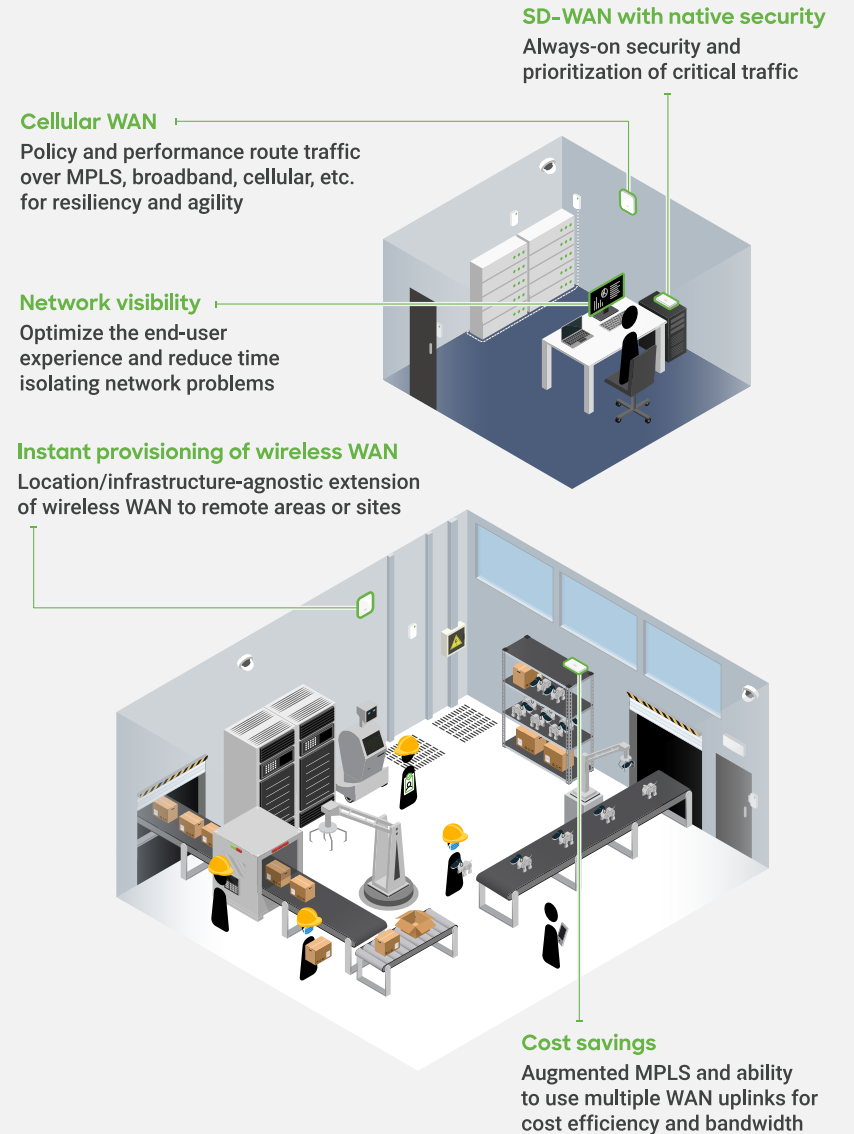 SD-WAN with native security
Always-on security and
prioritization of critical traffic
Cellular WAN
Policy and performance route traffic
over MPLS, broadband, cellular, etc.
for resiliency and agility
Network visibility
Optimize the end-user
experience and reduce time
isolating network problems
Instant provisioning of wireless WAN
Location/infrastructure-agnostic extension
of wireless WAN to remote areas or sites
Cost savings
Augmented MPLS and ability
to use multiple WAN uplinks for
cost efficiency and bandwidth